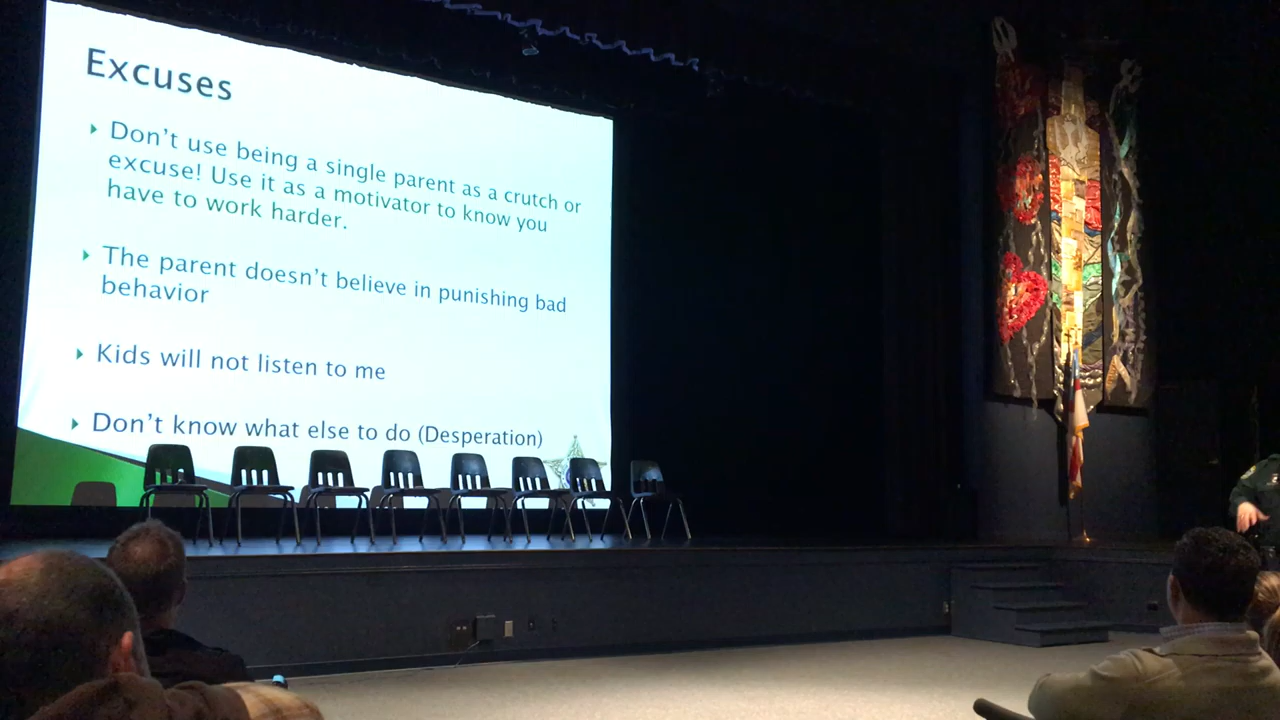 Excuses
Don't use being a single parent as a crutch or
excuse! Use it as a motivator to know you
have to work harder.
The parent doesn't believe in punishing bad
behavior
Kids will not listen to me
Don't know what else to do (Desperation)